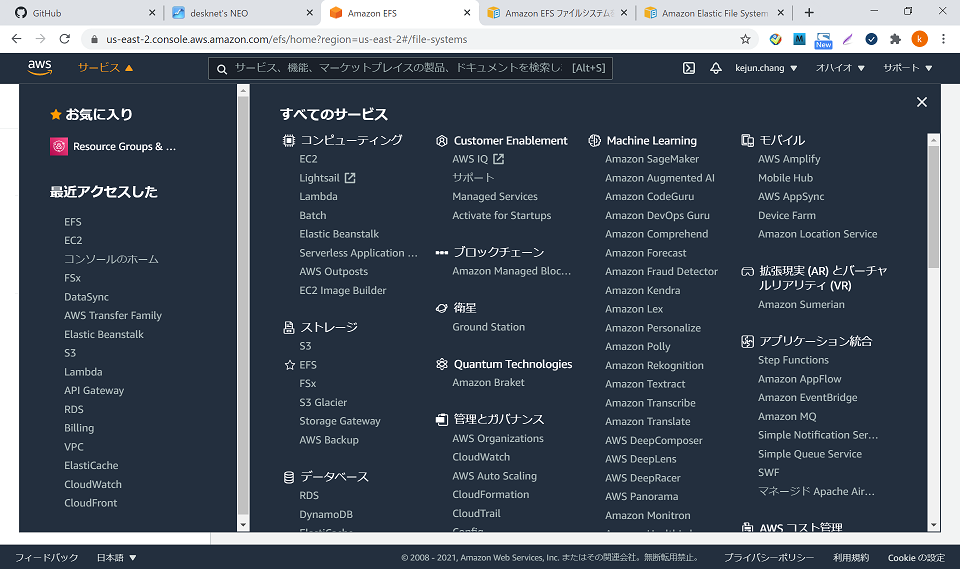 GitHub
desknet's NEO
Amazon EFS
Amazon EFS ファイルシステム
Amazon Elastic File System
us-east-2.console.aws.amazon.com/efs/home?region=us-east-2#/file-systems
New
k
aws
サービス
サービス、機能、マーケットプレイスの製品、ドキュメントを検索し
[Alt+S]
kejun.chang
オハイオ
サポート
お気に入り
Resource Groups & ...
最近アクセスした
EFS
EC2
コンソールのホーム
FSx
DataSync
AWS Transfer Family
Elastic Beanstalk
S3
Lambda
API Gateway
RDS
Billing
VPC
ElastiCache
CloudWatch
CloudFront
すべてのサービス
コンピューティング
EC2
Lightsail
Lambda
Batch
Elastic Beanstalk
Serverless Application ...
AWS Outposts
EC2 Image Builder
ストレージ
S3
EFS
FSx
S3 Glacier
Storage Gateway
AWS Backup
データベース
RDS
DynamoDB
ElastiCache
Customer Enablement
AWS IQ
サポート
Managed Services
Activate for Startups
ブロックチェーン
Amazon Managed Bloc...
衛星
Ground Station
Quantum Technologies
Amazon Braket
管理とガバナンス
AWS Organizations
CloudWatch
AWS Auto Scaling
CloudFormation
CloudTrail
Config
Machine Learning
Amazon SageMaker
Amazon Augmented AI
Amazon CodeGuru
Amazon DevOps Guru
Amazon Comprehend
Amazon Forecast
Amazon Fraud Detector
Amazon Kendra
Amazon Lex
Amazon Personalize
Amazon Polly
Amazon Rekognition
Amazon Textract
Amazon Transcribe
Amazon Translate
AWS DeepComposer
AWS DeepLens
AWS DeepRacer
AWS Panorama
Amazon Monitron
モバイル
AWS Amplify
Mobile Hub
AWS AppSync
Device Farm
Amazon Location Service
拡張現実 (AR) とバーチャ
ルリアリティ (VR)
Amazon Sumerian
アプリケーション統合
Step Functions
Amazon AppFlow
Amazon EventBridge
Amazon MQ
Simple Notification Ser...
Simple Queue Service
SWF
マネージド Apache Air...
AWS コスト管理
フィードバック
日本語
© 2008 - 2021, Amazon Web Services, Inc. またはその関連会社。無断転用禁止。
プライバシーポリシー
利用規約
Cookie の設定